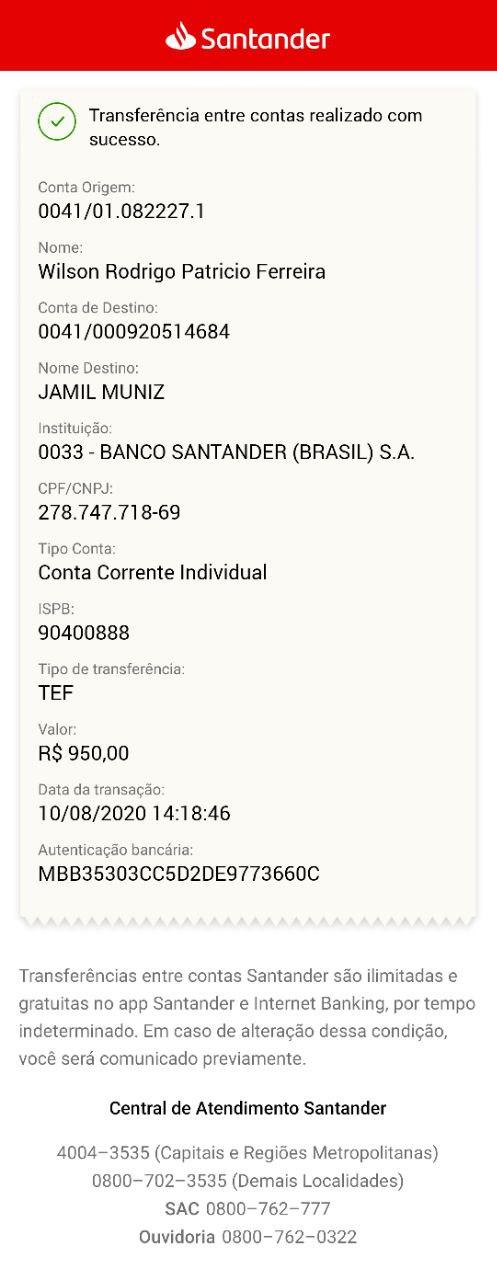 Santander
Transferência entre contas realizado com
sucesso.
Conta Origem:
0041/01.082227.1
Nome:
Wilson Rodrigo Patricio Ferreira
Conta de Destino:
0041/000920514684
Nome Destino:
JAMIL MUNIZ
Instituição:
0033 - BANCO SANTANDER (BRASIL) S.A.
CPF/CNPJ:
278.747.718-69
Tipo Conta:
Conta Corrente Individual
ISPB:
90400888
Tipo de transferência:
TEF
Valor:
R$ 950,00
Data da transação:
10/08/2020 14:18:46
Autenticação bancária:
MBB35303CC5D2DE9773660C
Transferências entre contas Santander são ilimitadas e
gratuitas no app Santander e Internet Banking, por tempo
indeterminado. Em caso de alteração dessa condição,
você será comunicado previamente.
Central de Atendimento Santander
4004–3535 (Capitais e Regiões Metropolitanas)
0800–702–3535 (Demais Localidades)
SAC 0800–762–777
Ouvidoria 0800–762–0322